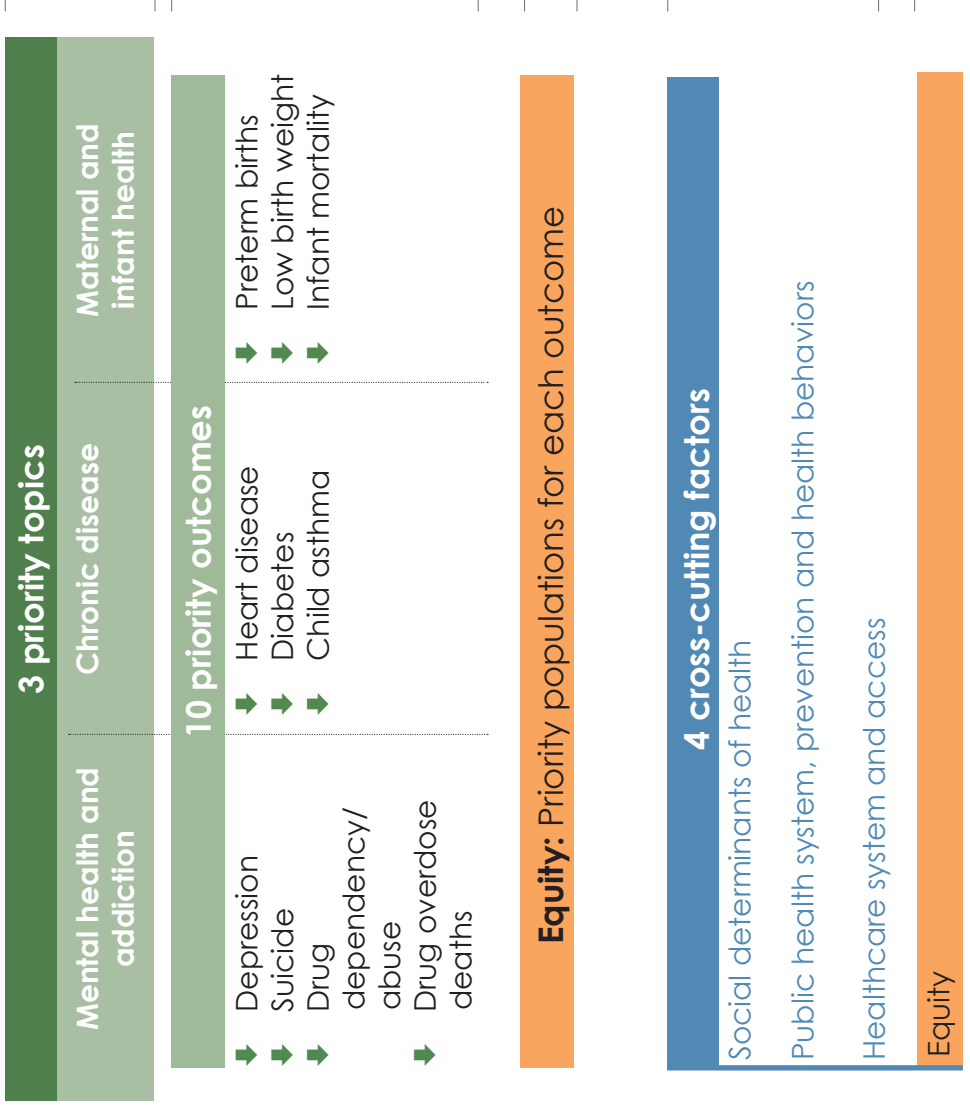 3 priority topics
Mental health and
addiction
Chronic disease
Maternal and
infant health
10 priority outcomes
Depression
Suicide
Drug
dependency/
abuse
Drug overdose
deaths
Heart disease
Diabetes
Child asthma
Preterm births
Low birth weight
Infant mortality
Equity: Priority populations for each outcome
4 cross-cutting factors
Social determinants of health
Public health system, prevention and health behaviors
Healthcare system and access
Equity